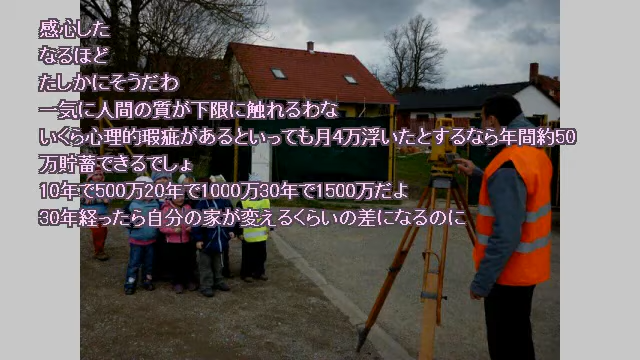 感心した
なるほど
たしかにそうだわ
一気に人間の質が下限に触れるわな
いくら心理的瑕疵があるといっても月4万浮いたとするなら年間約50
万貯蓄できるでしょ
10年で500万20年で1000万30年で1500万だよ
30年経ったら自分の家が変えるくらいの差になるのに